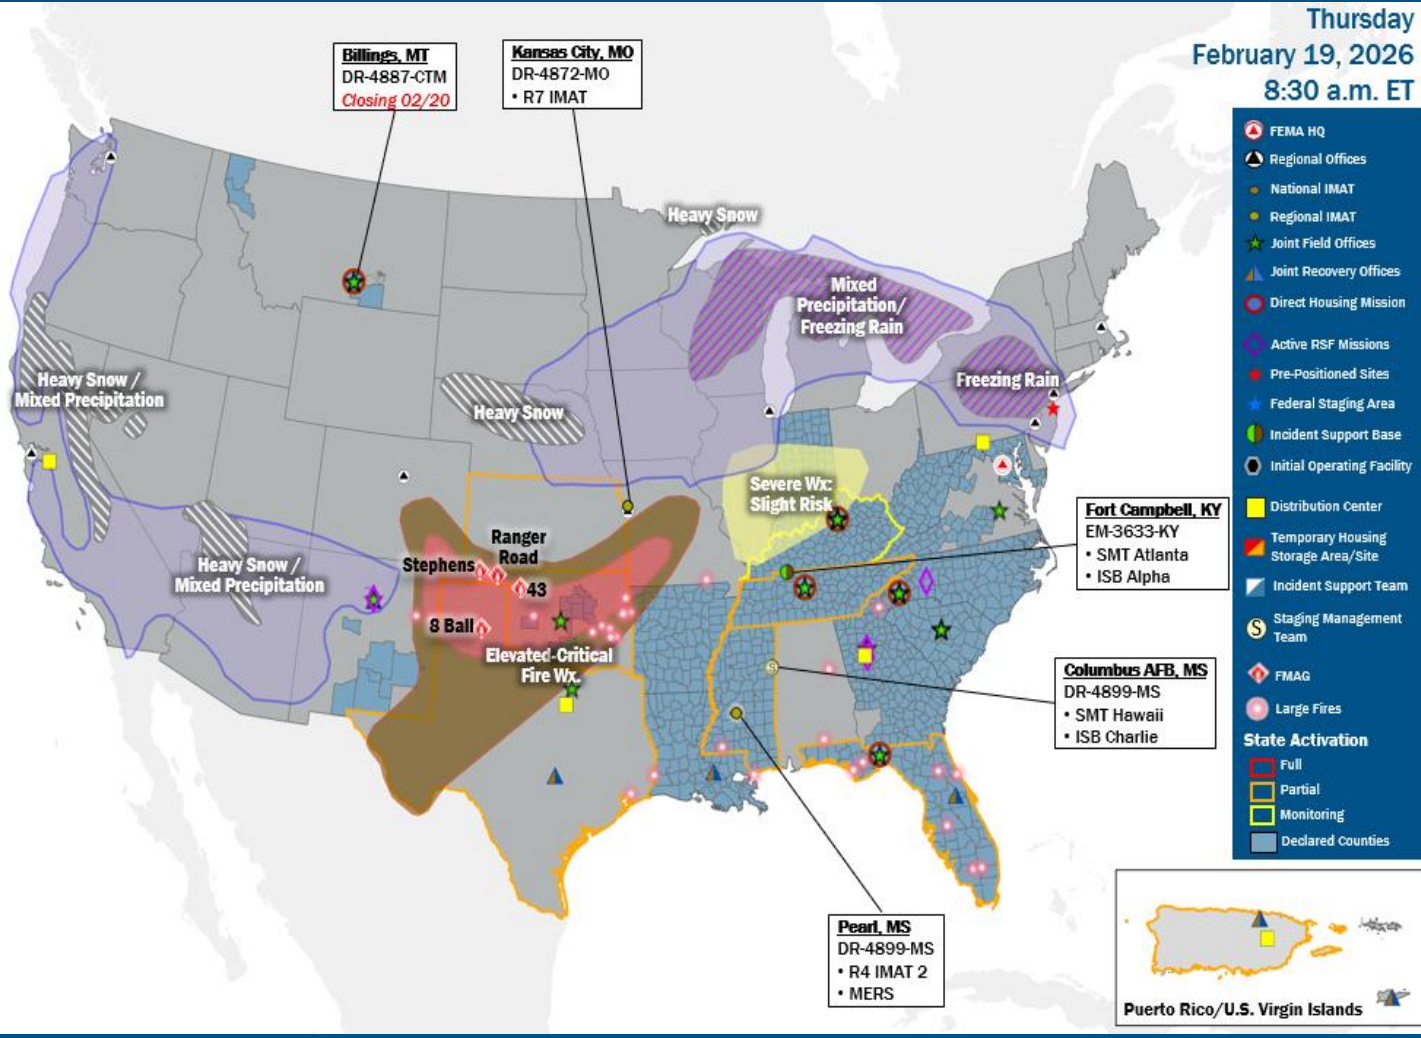 Thursday
February 19, 2026
8:30 a.m. ET
Billings, MT
DR-4887-CTM
Closing 02/20
Kansas City, MO
DR-4872-MO
• R7 IMAT
Heavy Snow
Mixed
Precipitation/
Freezing Rain
Freezing Rain
Heavy Snow /
Mixed Precipitation
Heavy Snow
Severe Wx:
Slight Risk
Heavy Snow /
Mixed Precipitation
Ranger
Road
Stephens
43
8 Ball
Elevated-Critical
Fire Wx.
Fort Campbell, KY
EM-3633-KY
• SMT Atlanta
• ISB Alpha
Columbus AFB, MS
DR-4899-MS
• SMT Hawaii
• ISB Charlie
Pearl, MS
DR-4899-MS
• R4 IMAT 2
• MERS
FEMA HQ
Regional Offices
National IMAT
Regional IMAT
Joint Field Offices
Joint Recovery Offices
Direct Housing Mission
Active RSF Missions
Pre-Positioned Sites
Federal Staging Area
Incident Support Base
Initial Operating Facility
Distribution Center
Temporary Housing
Storage Area/Site
Incident Support Team
S
Staging Management
Team
FMAG
Large Fires
State Activation
Full
Partial
Monitoring
Declared Counties
Puerto Rico/U.S. Virgin Islands